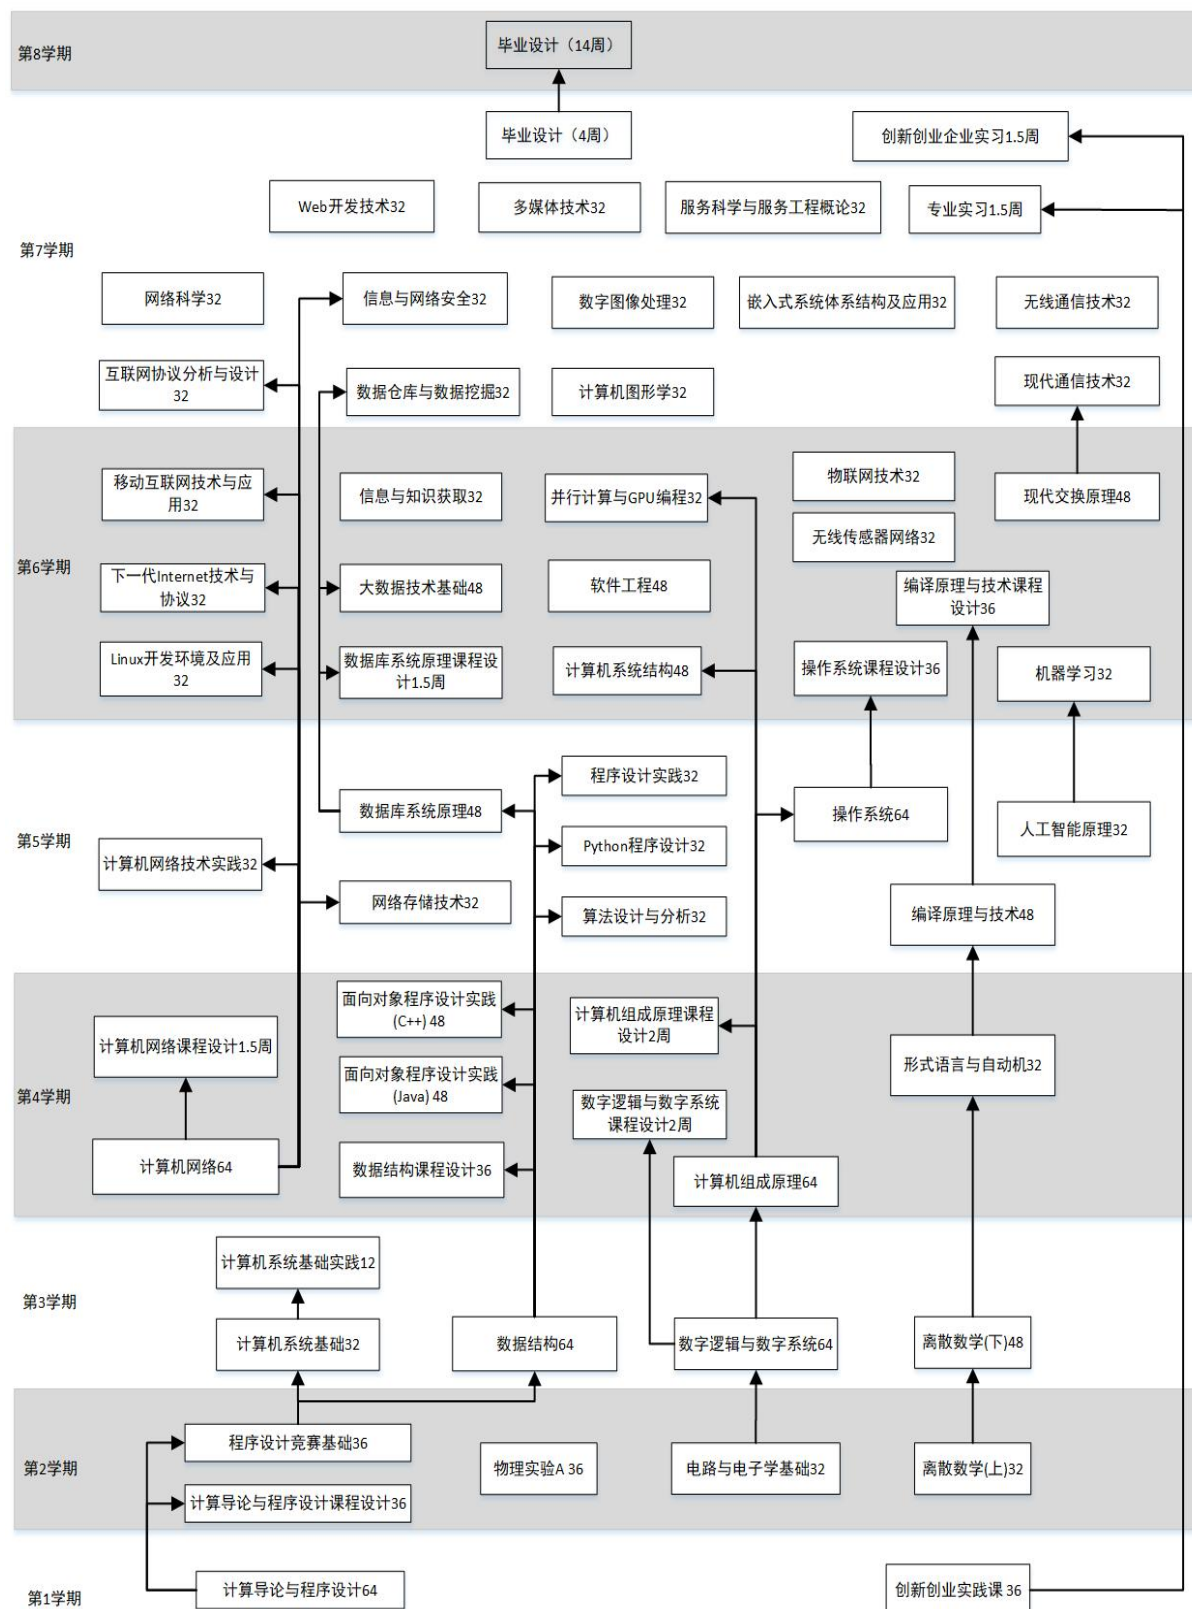 第8学期
毕业设计（14周）
毕业设计（4周）
创新创业企业实习1.5周
Web开发技术32
多媒体技术32
服务科学与服务工程概论32
专业实习1.5周
第7学期
网络科学32
信息与网络安全32
数字图像处理32
嵌入式系统体系结构及应用32
无线通信技术32
互联网协议分析与设计
32
数据仓库与数据挖掘32
计算机图形学32
现代通信技术32
移动互联网技术与应
用32
信息与知识获取32
并行计算与GPU编程32
物联网技术32
现代交换原理48
无线传感器网络32
第6学期
下一代Internet技术与
协议32
大数据技术基础48
软件工程48
编译原理与技术课程
设计36
Linux开发环境及应用
32
数据库系统原理课程设
计1.5周
计算机系统结构48
操作系统课程设计36
机器学习32
程序设计实践32
数据库系统原理48
操作系统64
人工智能原理32
第5学期
Python程序设计32
计算机网络技术实践32
网络存储技术32
算法设计与分析32
编译原理与技术48
面向对象程序设计实践
(C++) 48
计算机组成原理课程
设计2周
计算机网络课程设计1.5周
形式语言与自动机32
面向对象程序设计实践
(Java) 48
第4学期
数字逻辑与数字系统
课程设计2周
计算机网络64
数据结构课程设计36
计算机组成原理64
计算机系统基础实践12
第3学期
计算机系统基础32
数据结构64
数字逻辑与数字系统64
离散数学(下)48
程序设计竞赛基础36
第2学期
物理实验A 36
电路与电子学基础32
离散数学(上)32
计算导论与程序设计课程设计36
计算导论与程序设计64
创新创业实践课 36
第1学期